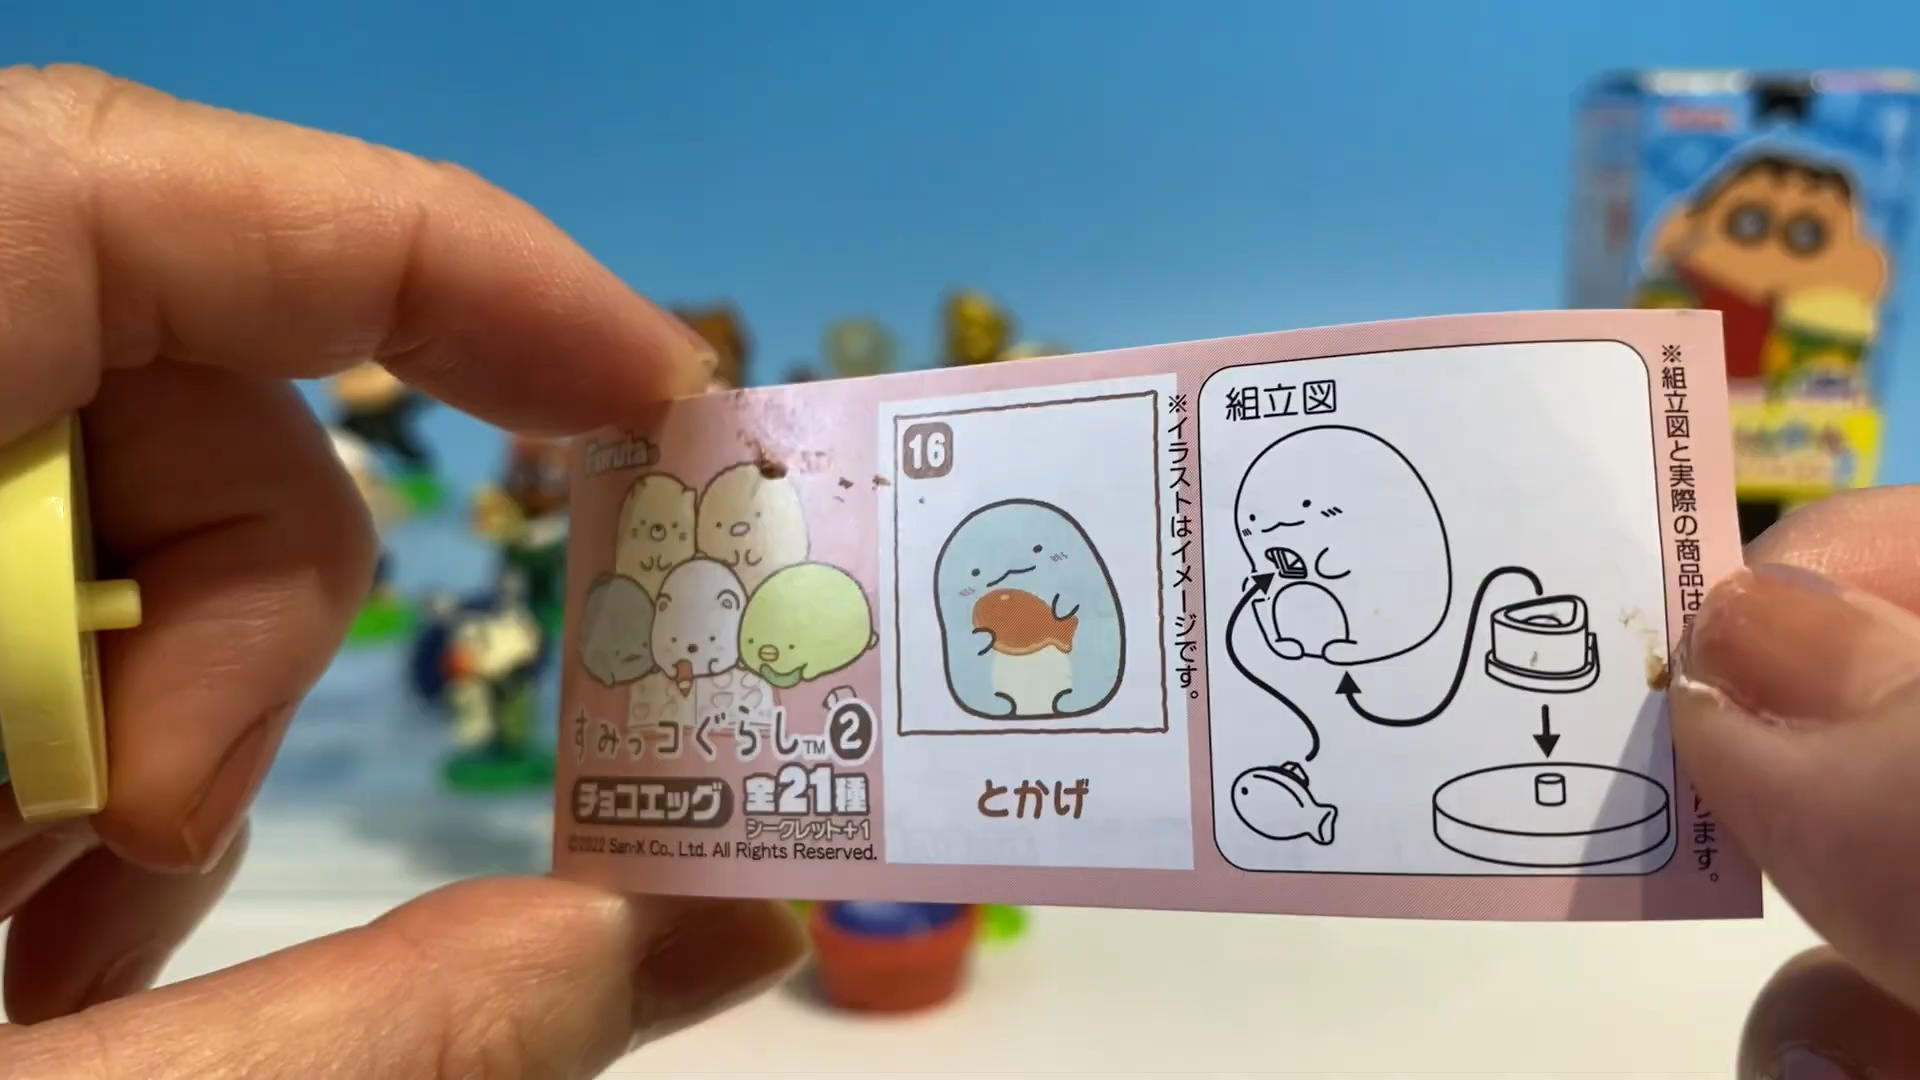 Furuta
すみっコぐらし TM 2
チョコエッグ
全21種
シークレット+1
©2022 San-X Co., Ltd. All Rights Reserved.
16
とかげ
※イラストはイメージです。
組立図
※組立図と実際の商品は
ります。